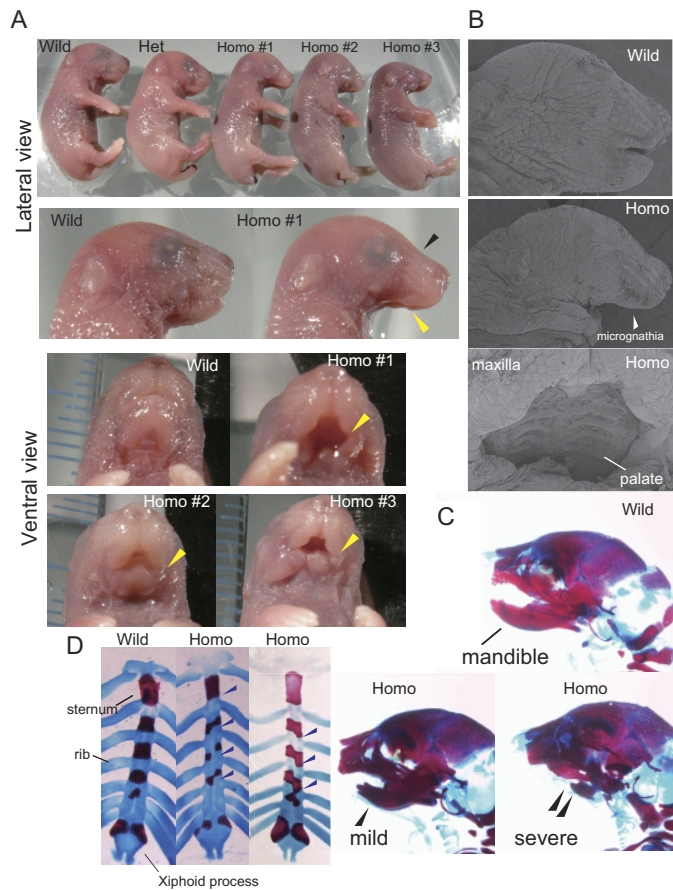 A
Wild
Het
Homo #1
Homo #2
Homo #3
Lateral view
Wild
Homo #1
Wild
Homo #1
Ventral view
Homo #2
Homo #3
B
Wild
Homo
micrognathia
maxilla
Homo
palate
C
Wild
mandible
Homo
mild
Homo
severe
D
Wild
Homo
Homo
sternum
rib
Xiphoid process